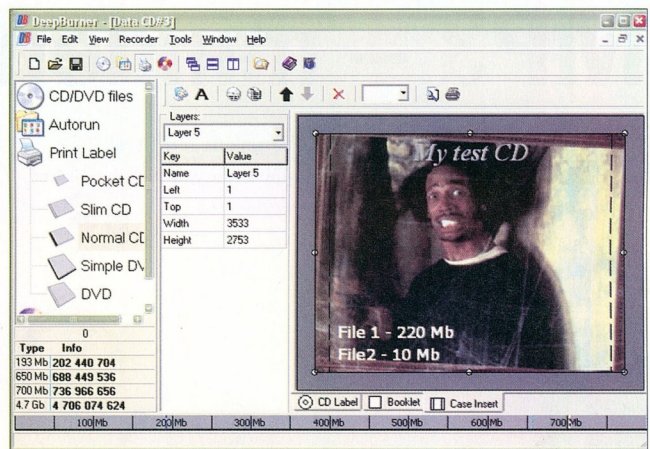 DeepBurner - [Data CD#3]
File Edit View Recorder Tools Window Help
CD/DVD files
Autorun
Print Label
Pocket CD
Slim CD
Normal CD
Simple DV
DVD
0
Type Info
193 Mb 202 440 704
650 Mb 688 449 536
700 Mb 736 966 656
4.7 Gb 4 706 074 624
A
Layers:
Layer 5
Key Value
Name Layer 5
Left 1
Top 1
Width 3533
Height 2753
My test CD
File 1 - 220 Mb
File2 - 10 Mb
CD Label Booklet Case Insert
100 Mb 200 Mb 300 Mb 400 Mb 500 Mb 600 Mb 700 Mb